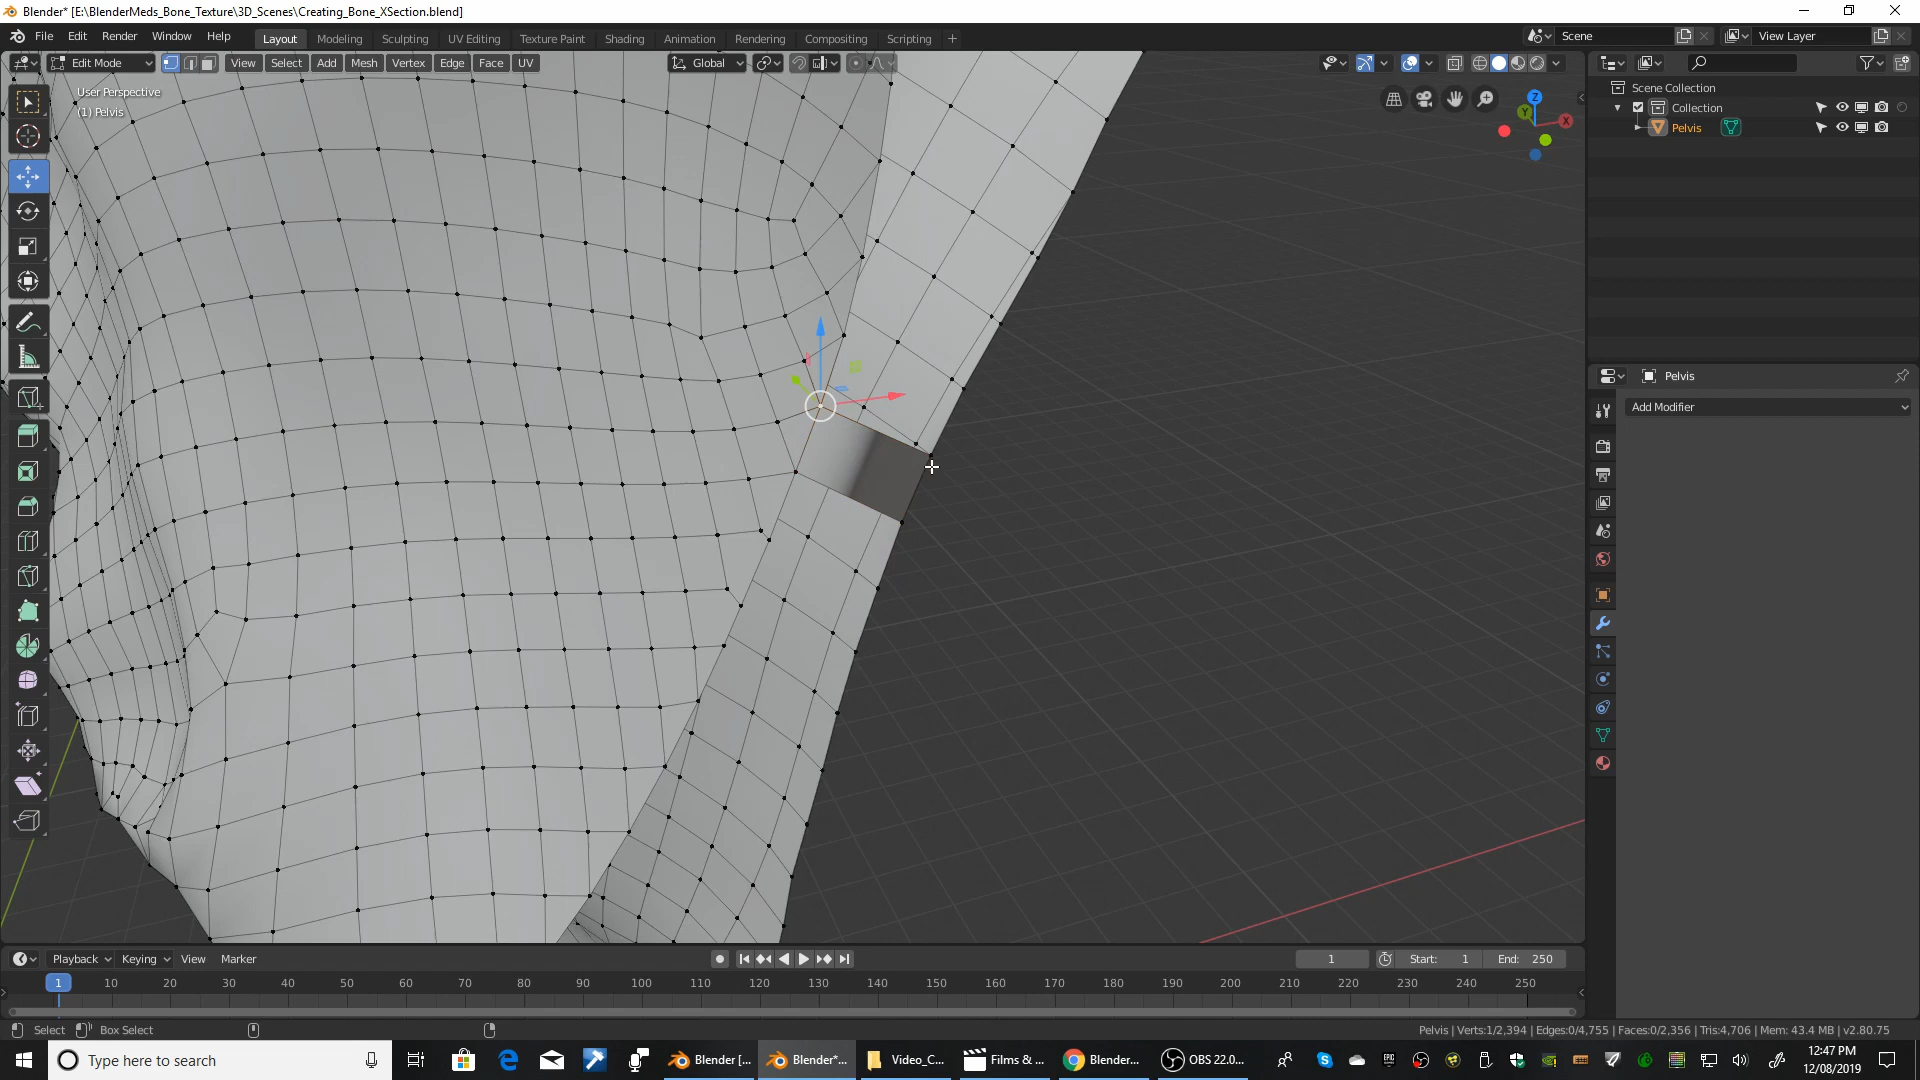 Blender* [E:\BlenderMeds_Bone_Texture\3D_Scenes\Creating_Bone_XSection.blend]
File Edit Render Window Help
Layout Modeling Sculpting UV Editing Texture Paint Shading Animation Rendering Compositing Scripting +
Scene
View Layer
Edit Mode View Select Add Mesh Vertex Edge Face UV
Global
User Perspective
(1) Pelvis
Z
Y
X
Scene Collection
Collection
Pelvis
Pelvis
Add Modifier
Playback Keying View Marker
1 Start: 1 End: 250
1 10 20 30 40 50 60 70 80 90 100 110 120 130 140 150 160 170 180 190 200 210 220 230 240 250
Select Box Select
Pelvis | Verts:1/2,394 | Edges:0/4,755 | Faces:0/2,356 | Tris:4,706 | Mem: 43.4 MB | v2.80.75
Type here to search
Blender [...
Blender*...
Video_C...
Films & ...
Blender...
OBS 22.0...
12:47 PM
12/08/2019